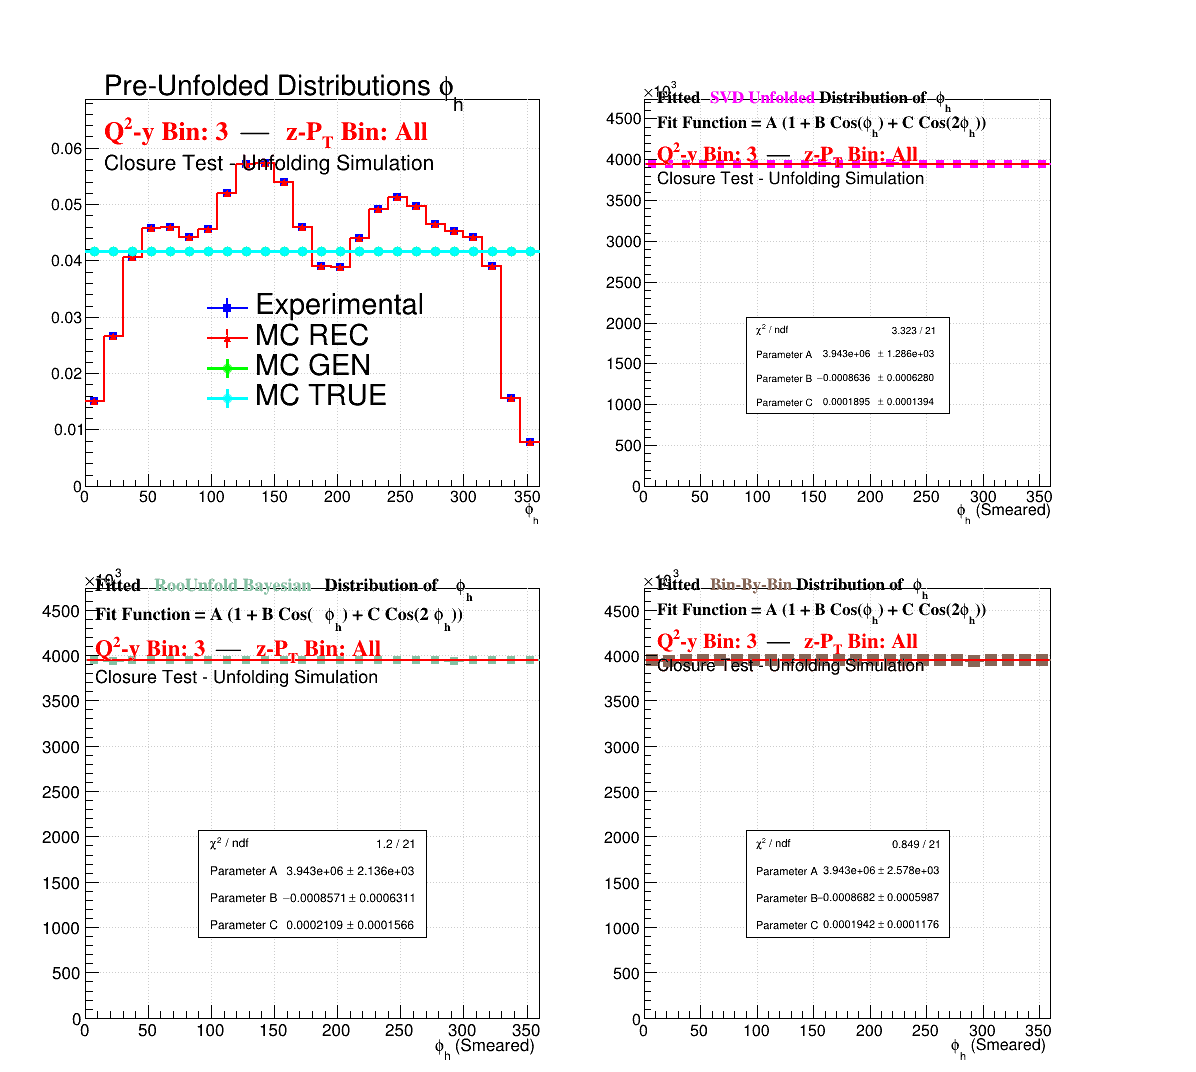 Pre-Unfolded Distributions ϕh
Q²-y Bin: 3 — z-PT Bin: All
Closure Test - Unfolding Simulation
0.06
0.05
0.04
0.03
0.02
0.01
0
Experimental
MC REC
MC GEN
MC TRUE
0 50 100 150 200 250 300 350
ϕh
×10³
Fitted SVD Unfolded Distribution of ϕh
Fit Function = A (1 + B Cos(ϕh) + C Cos(2ϕh))
Q²-y Bin: 3 — z-PT Bin: All
Closure Test - Unfolding Simulation
4500
4000
3500
3000
2500
2000
1500
1000
500
0
χ² / ndf 3.323 / 21
Parameter A 3.943e+06 ± 1.286e+03
Parameter B −0.0008636 ± 0.0006280
Parameter C 0.0001895 ± 0.0001394
0 50 100 150 200 250 300 350
ϕh (Smeared)
×10³
Fitted RooUnfold Bayesian Distribution of ϕh
Fit Function = A (1 + B Cos( ϕh) + C Cos(2 ϕh))
Q²-y Bin: 3 — z-PT Bin: All
Closure Test - Unfolding Simulation
4500
4000
3500
3000
2500
2000
1500
1000
500
0
χ² / ndf 1.2 / 21
Parameter A 3.943e+06 ± 2.136e+03
Parameter B −0.0008571 ± 0.0006311
Parameter C 0.0002109 ± 0.0001566
0 50 100 150 200 250 300 350
ϕh (Smeared)
×10³
Fitted Bin-By-Bin Distribution of ϕh
Fit Function = A (1 + B Cos(ϕh) + C Cos(2ϕh))
Q²-y Bin: 3 — z-PT Bin: All
Closure Test - Unfolding Simulation
4500
4000
3500
3000
2500
2000
1500
1000
500
0
χ² / ndf 0.849 / 21
Parameter A 3.943e+06 ± 2.578e+03
Parameter B −0.0008682 ± 0.0005987
Parameter C 0.0001942 ± 0.0001176
0 50 100 150 200 250 300 350
ϕh (Smeared)